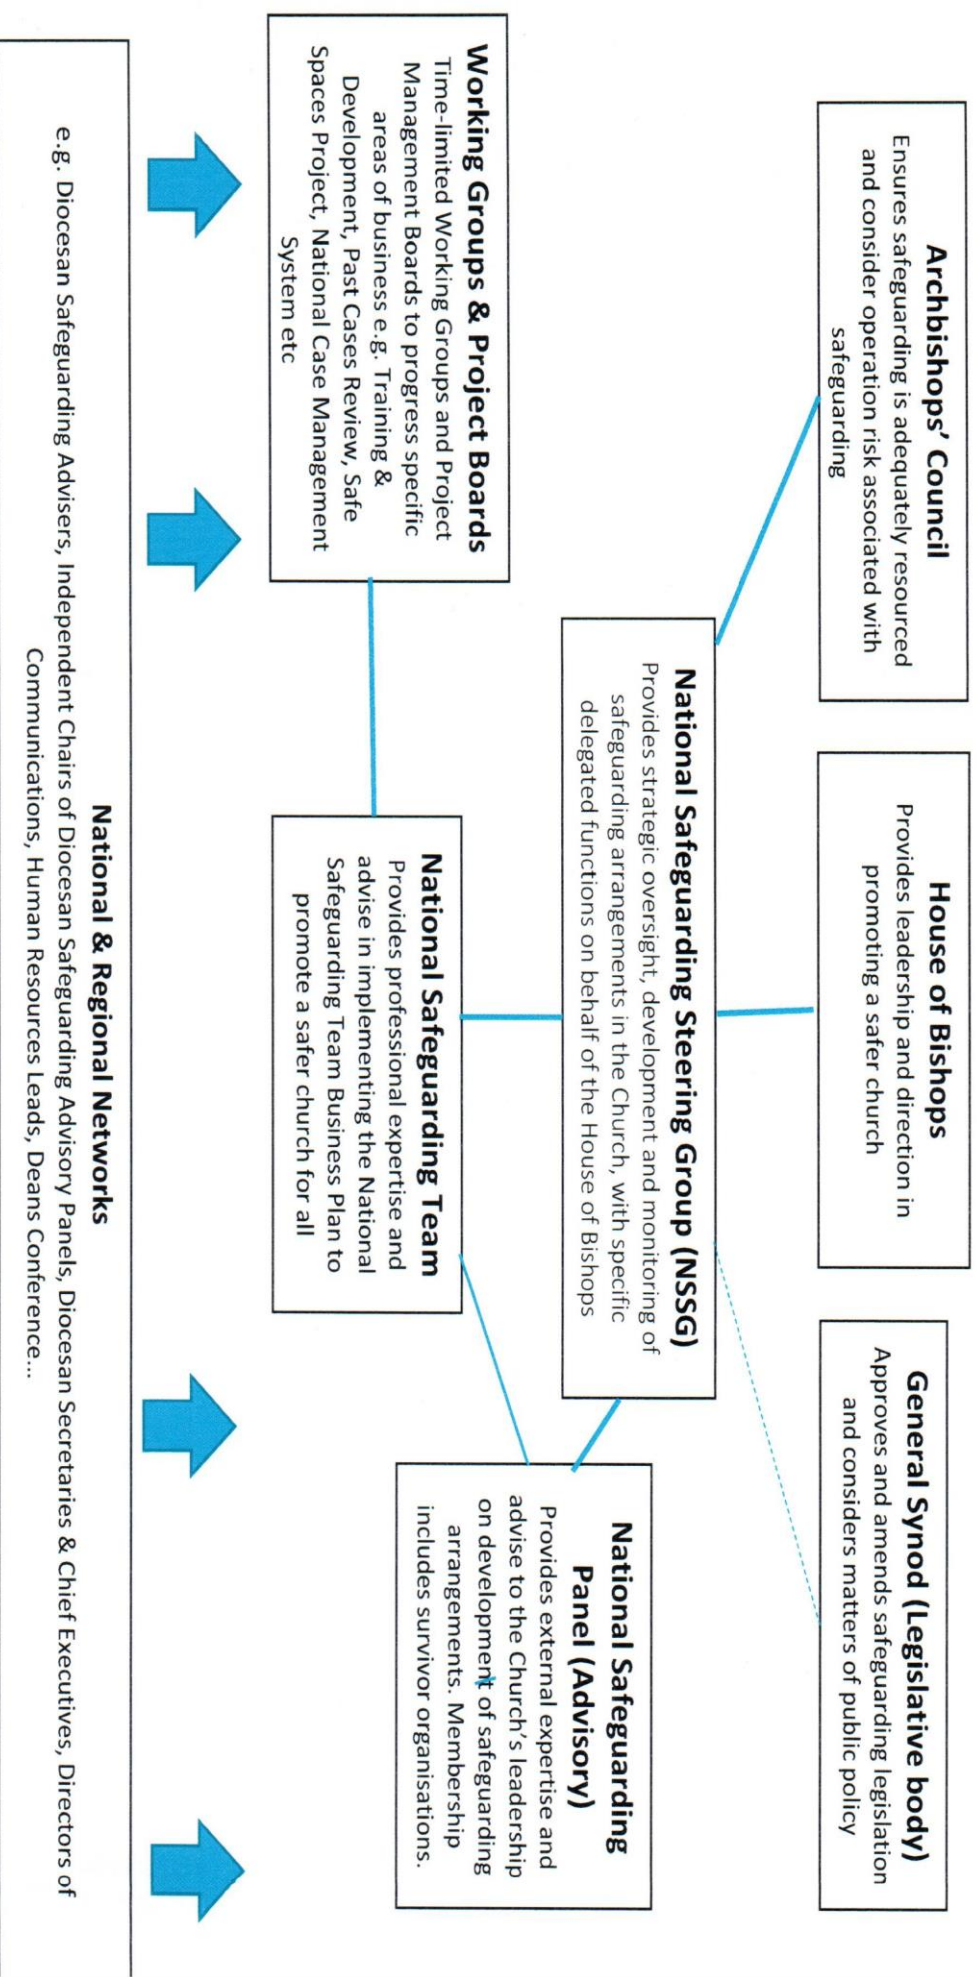 Archbishops' Council
Ensures safeguarding is adequately resourced
and consider operation risk associated with
safeguarding
House of Bishops
Provides leadership and direction in
promoting a safer church
General Synod (Legislative body)
Approves and amends safeguarding legislation
and considers matters of public policy
National Safeguarding Steering Group (NSSG)
Provides strategic oversight, development and monitoring of
safeguarding arrangements in the Church, with specific
delegated functions on behalf of the House of Bishops
National Safeguarding
Panel (Advisory)
Provides external expertise and
advise to the Church's leadership
on development of safeguarding
arrangements. Membership
includes survivor organisations.
Working Groups & Project Boards
Time-limited Working Groups and Project
Management Boards to progress specific
areas of business e.g. Training &
Development, Past Cases Review, Safe
Spaces Project, National Case Management
System etc
National Safeguarding Team
Provides professional expertise and
advise in implementing the National
Safeguarding Team Business Plan to
promote a safer church for all
National & Regional Networks
e.g. Diocesan Safeguarding Advisers, Independent Chairs of Diocesan Safeguarding Advisory Panels, Diocesan Secretaries & Chief Executives, Directors of
Communications, Human Resources Leads, Deans Conference...